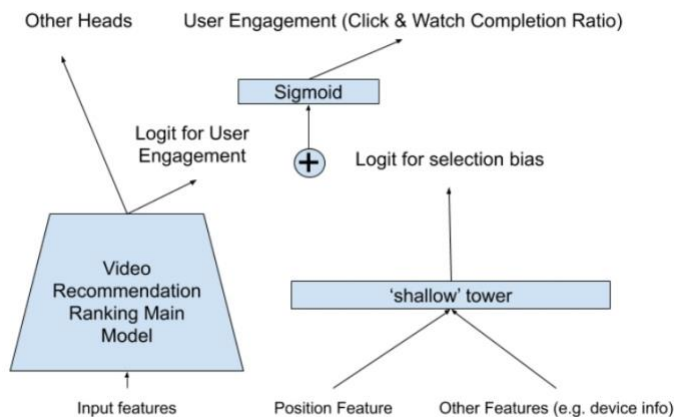 Other Heads
User Engagement (Click & Watch Completion Ratio)
Sigmoid
Logit for User
Engagement
+
Logit for selection bias
Video
Recommendation
Ranking Main
Model
‘shallow’ tower
Input features
Position Feature
Other Features (e.g. device info)